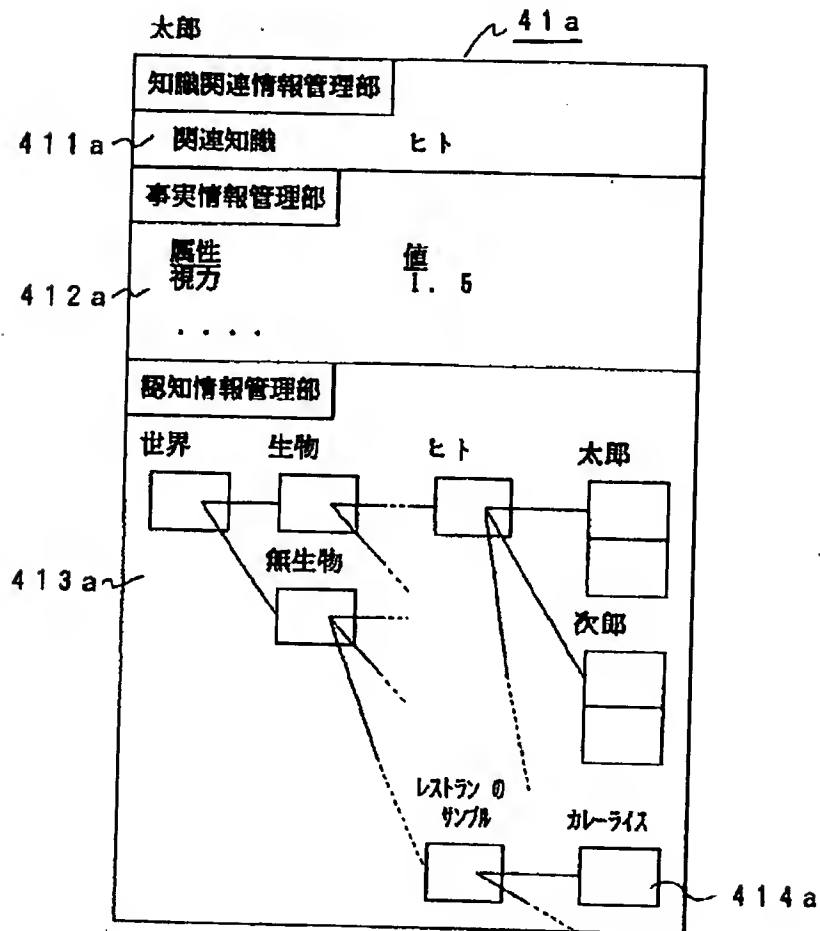 太郎
41a
知識関連情報管理部
411a
関連知識 ヒト
事実情報管理部
属性 値
412a
視力 1. 5
・・・・
認知情報管理部
世界 生物 ヒト 太郎
413a
無生物
次郎
レストラン の
サンプル
カレーライス
414a